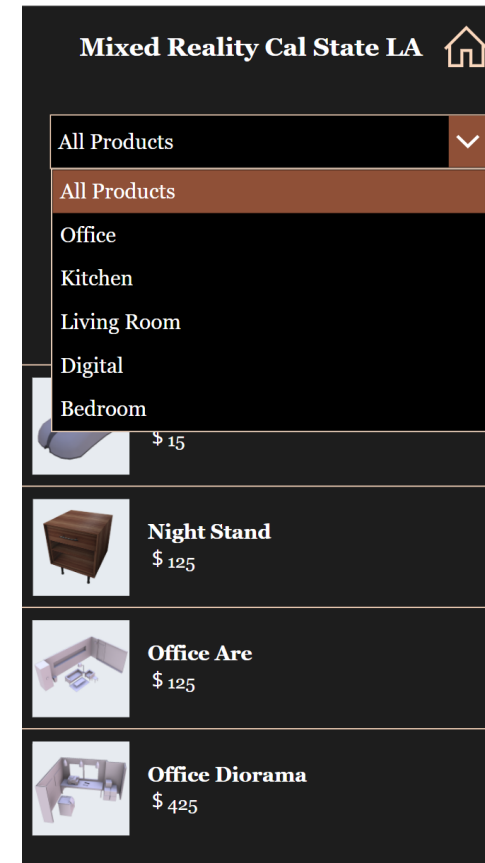 Mixed Reality Cal State LA
All Products
All Products
Office
Kitchen
Living Room
Digital
Bedroom
$ 15
Night Stand
$ 125
Office Are
$ 125
Office Diorama
$ 425